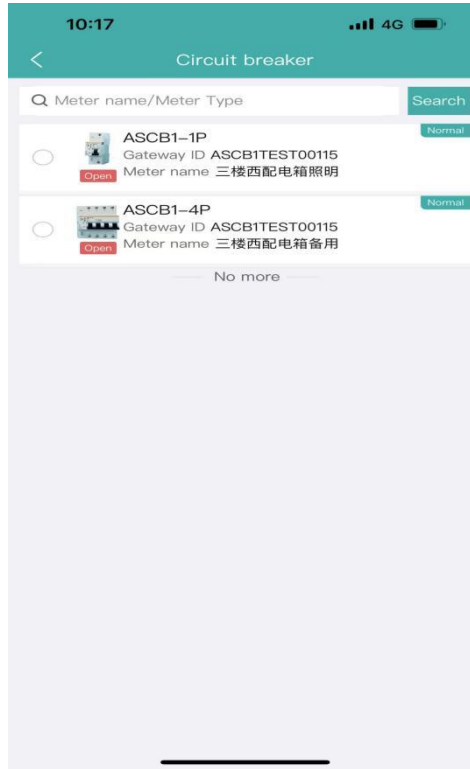 10:17 4G
Circuit breaker
Meter name/Meter Type Search
ASCB1-1P Normal
Gateway ID ASCB1TEST00115
Open Meter name 三楼西配电箱照明
ASCB1-4P Normal
Gateway ID ASCB1TEST00115
Open Meter name 三楼西配电箱备用
No more